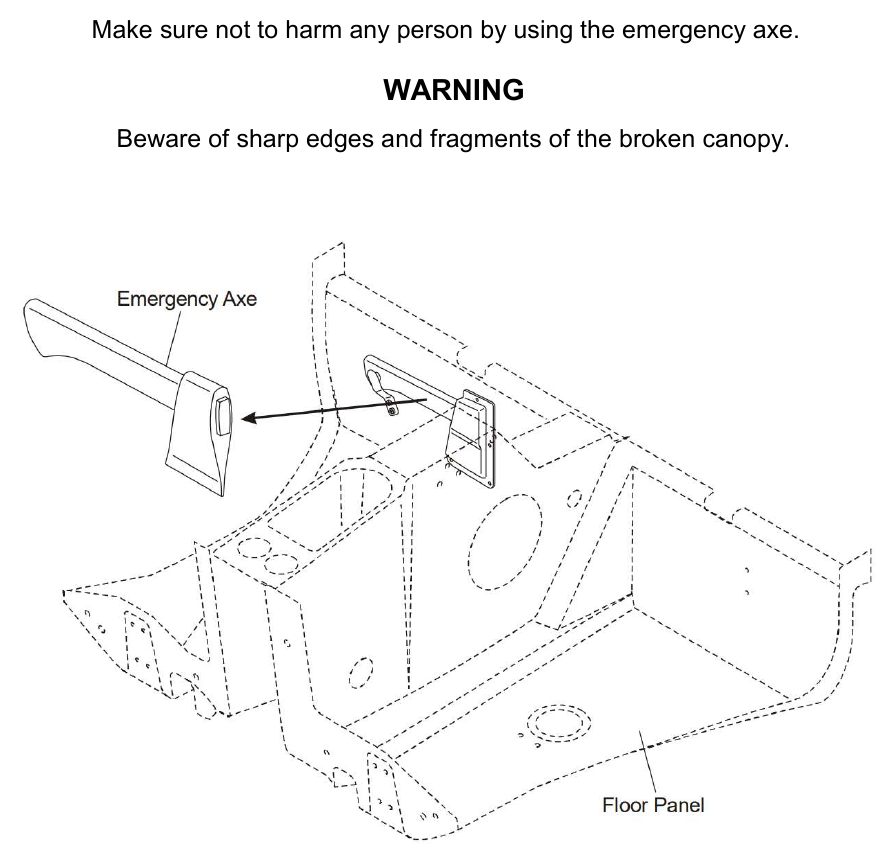 Make sure not to harm any person by using the emergency axe.
WARNING
Beware of sharp edges and fragments of the broken canopy.
Emergency Axe
Floor Panel